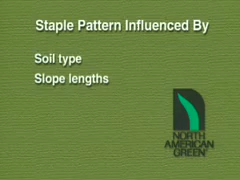 Staple Pattern Influenced By
Soil type
Slope lengths
NORTH
AMERICAN
GREEN